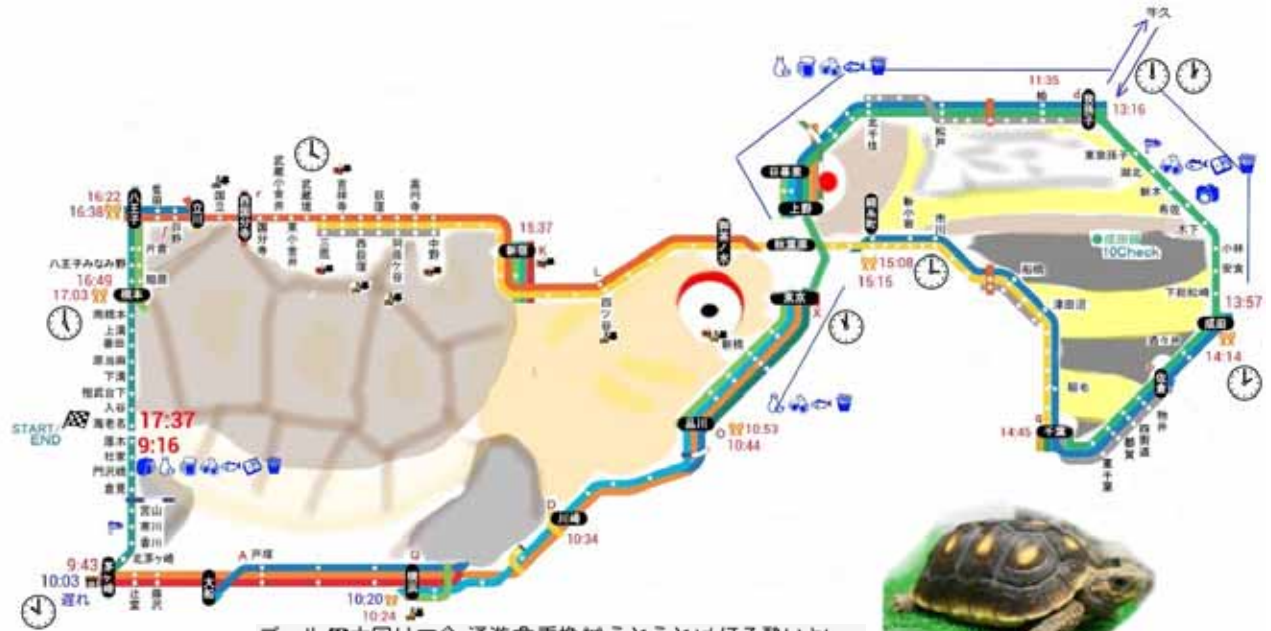 牛久
11:35
柏
我孫子
13:16
北千住
松戸
東我孫子
湖北
新木
布佐
木下
小林
安食
下総松崎
13:57
成田
14:14
成田線
10Check
日暮里
上野
錦糸町
新小岩
市川
船橋
津田沼
稲毛
14:45
千葉
東千葉
都賀
四街道
物井
佐倉
秋葉原
御茶ノ水
15:08
15:15
東京
X
新橋
品川
O
10:53
10:44
15:37
新宿
K
L
四ツ谷
16:22
16:38
八王子
豊田
日野
立川
国立
西国分寺
r
国分寺
武蔵小金井
東小金井
武蔵境
三鷹
吉祥寺
西荻窪
荻窪
阿佐ヶ谷
高円寺
中野
片倉
八王子みなみ野
相原
16:49
17:03
橋本
南橋本
上溝
番田
原当麻
下溝
相武台下
入谷
海老名
START/
END
17:37
9:16
厚木
社家
門沢橋
倉見
宮山
寒川
香川
北茅ヶ崎
9:43
10:03
遅れ
茅ヶ崎
辻堂
藤沢
大船
A
戸塚
Q
横浜
10:20
10:24
D
川崎
10:34